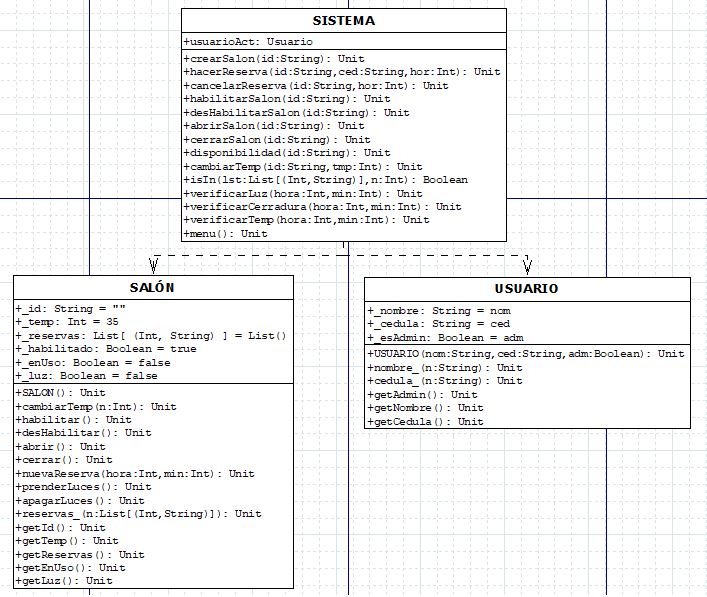 SISTEMA
+usuarioAct: Usuario
+crearSalon(id:String): Unit
+hacerReserva(id:String,ced:String,hor:Int): Unit
+cancelarReserva(id:String,hor:Int): Unit
+habilitarSalon(id:String): Unit
+desHabilitarSalon(id:String): Unit
+abrirSalon(id:String): Unit
+cerrarSalon(id:String): Unit
+disponibilidad(id:String): Unit
+cambiarTemp(id:String,tmp:Int): Unit
+isIn(lst:List[(Int,String)],n:Int): Boolean
+verificarLuz(hora:Int,min:Int): Unit
+verificarCerradura(hora:Int,min:Int): Unit
+verificarTemp(hora:Int,min:Int): Unit
+menu(): Unit
SALÓN
+_id: String = ""
+_temp: Int = 35
+_reservas: List[ (Int, String) ] = List()
+_habilitado: Boolean = true
+_enUso: Boolean = false
+_luz: Boolean = false
+SALON(): Unit
+cambiarTemp(n:Int): Unit
+habilitar(): Unit
+desHabilitar(): Unit
+abrir(): Unit
+cerrar(): Unit
+nuevaReserva(hora:Int,min:Int): Unit
+prenderLuces(): Unit
+apagarLuces(): Unit
+reservas_(n:List[(Int,String)]): Unit
+getId(): Unit
+getTemp(): Unit
+getReservas(): Unit
+getEnUso(): Unit
+getLuz(): Unit
USUARIO
+_nombre: String = nom
+_cedula: String = ced
+_esAdmin: Boolean = adm
+USUARIO(nom:String,ced:String,adm:Boolean): Unit
+nombre_(n:String): Unit
+cedula_(n:String): Unit
+getAdmin(): Unit
+getNombre(): Unit
+getCedula(): Unit